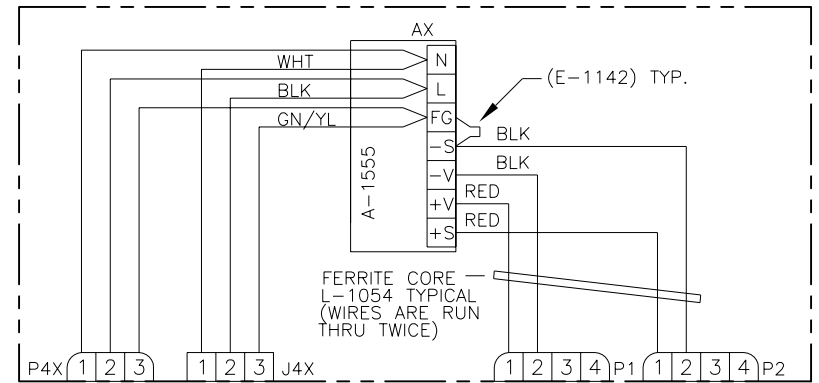 AX
WHT
N
BLK
L
(E-1142) TYP.
GN/YL
FG
BLK
-S
BLK
-V
RED
+V
RED
+S
A-1555
FERRITE CORE
L-1054 TYPICAL
(WIRES ARE RUN
THRU TWICE)
P4X 1 2 3
1 2 3 J4X
1 2 3 4 P1
1 2 3 4 P2